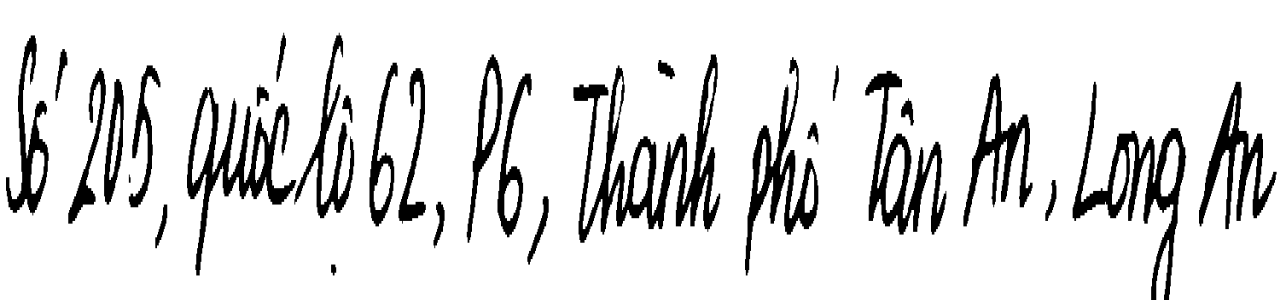 Số 205, quốc lộ 62, P6, Thành phố Tân An, Long An